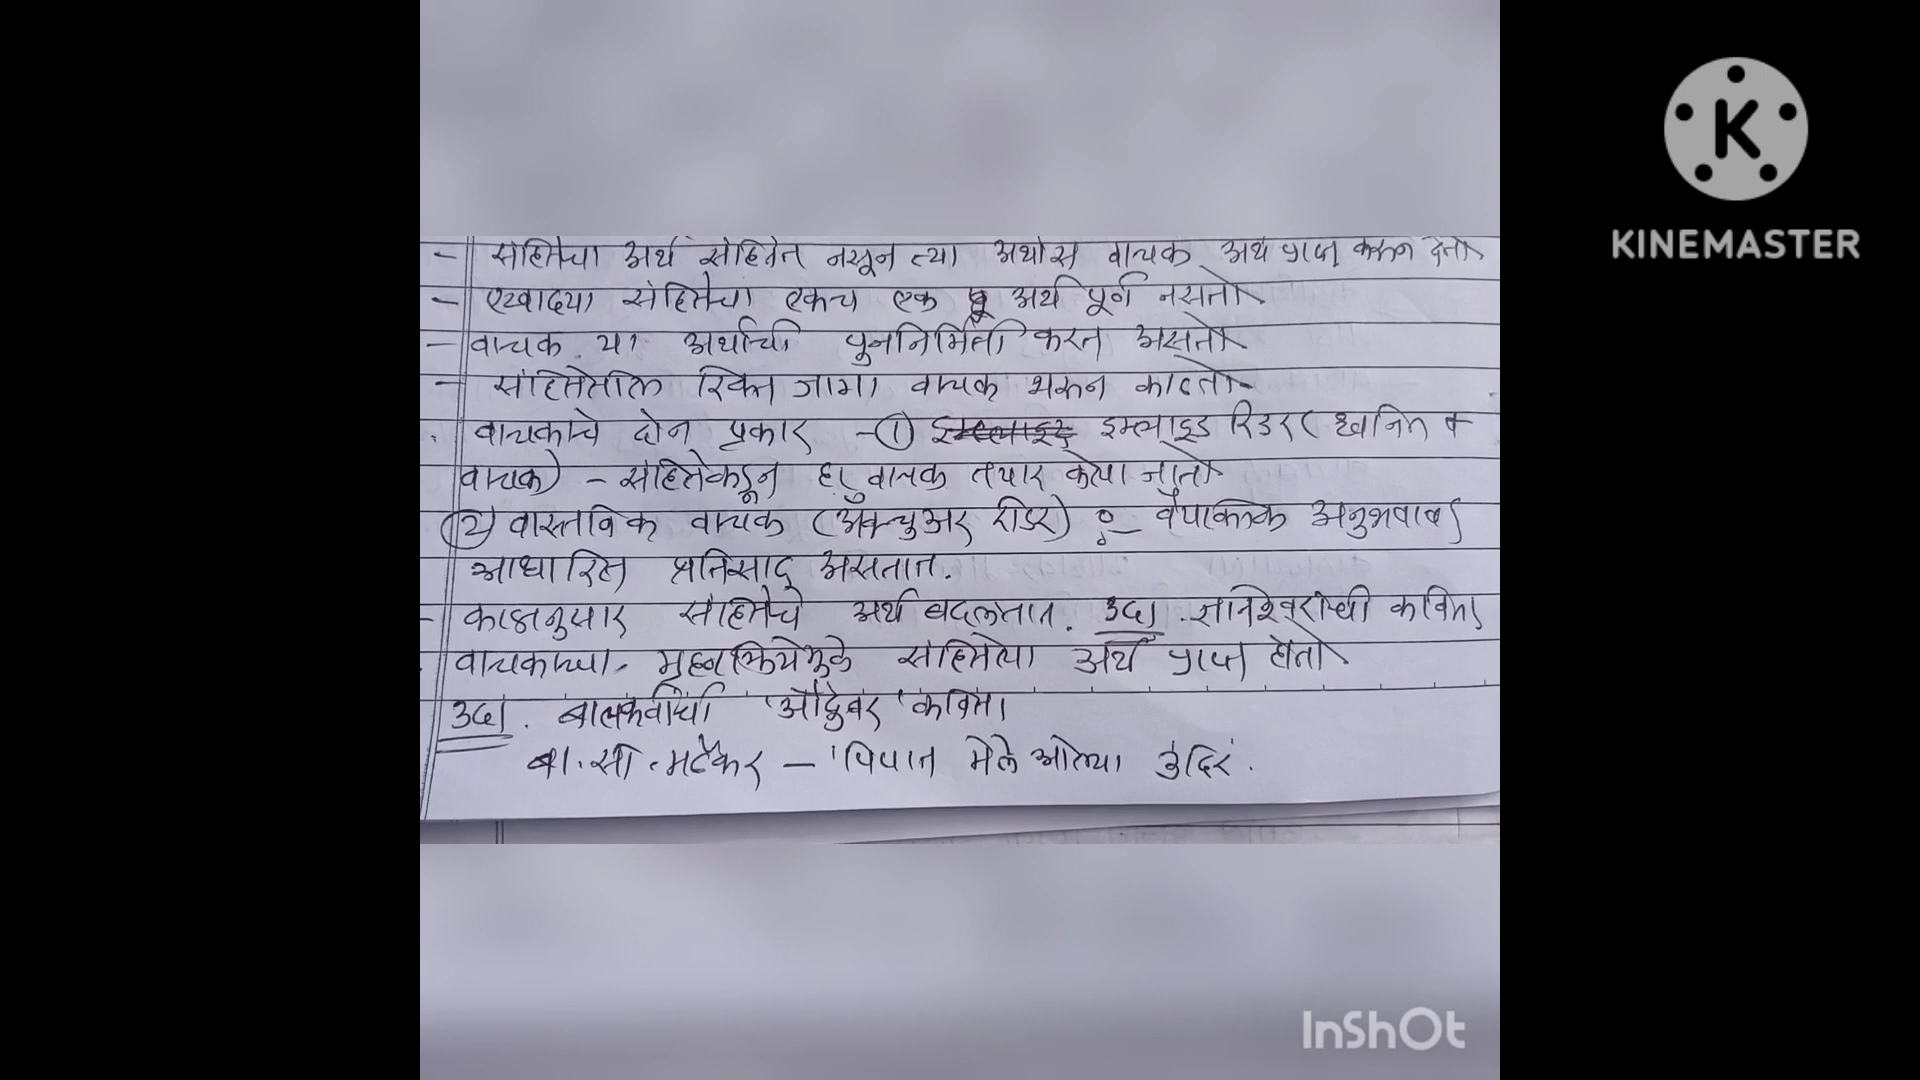 - संहितेचा अर्थ संहितेत नसून त्या अर्थास वाचक अर्थ प्राप्त करून देतो
- एखादया संहितेचा एकच एक अर्थ पूर्ण नसतो
- वाचक या अर्थाची पुननिर्मिती करत असतो
- संहितेतील रिक्त जागा वाचक भरून काढतो
वाचकाचे दोन प्रकार - ① इम्लाइड रिडर (ध्वनित
वाचक) - संहितेकडून हा वाचक तयार केला जातो
② वास्तविक वाचक (ॲक्च्युअर रीडर) :- वैयक्तिक अनुभवावर
आधारित प्रतिसाद असतात.
- काळानुसार संहितेचे अर्थ बदलतात. उदा. ज्ञानेश्वरांची कविता
वाचकाच्या संहितेला अर्थ प्राप्त होतो
उदा. बालकवींची 'औदुंबर' कविता
बा. सी. मर्ढेकर - 'पिपात मेले ओल्या उंदिर.
KINEMASTER
InShOt